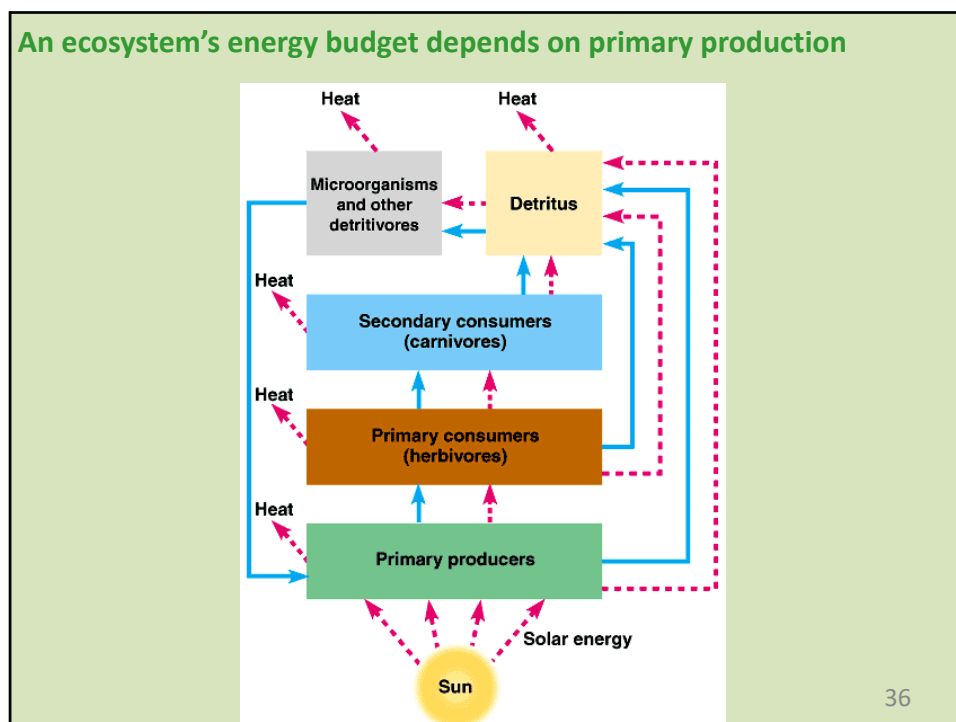 An ecosystem's energy budget depends on primary production
Heat
Heat
Microorganisms
and other
detritivores
Detritus
Heat
Secondary consumers
(carnivores)
Heat
Primary consumers
(herbivores)
Heat
Primary producers
Solar energy
Sun
36